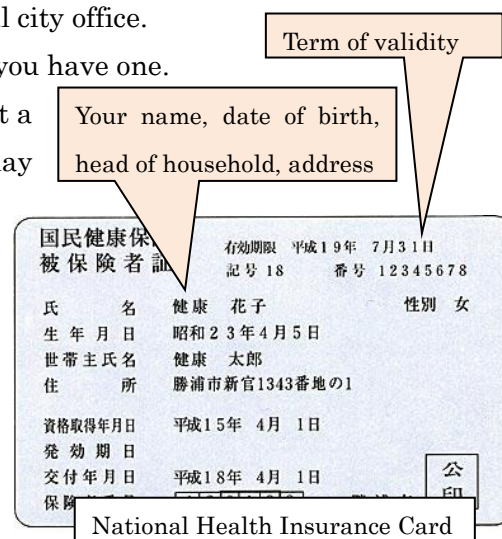 l city office.
you have one.
t a
ay
Term of validity
Your name, date of birth,
head of household, address
国民健康保
被保険者証
有効期限 平成19年 7月31日
記号 18 番号 12345678
氏 名 健康 花子 性別 女
生年月日 昭和23年4月5日
世帯主氏名 健康 太郎
住 所 勝浦市新官1343番地の1
資格取得年月日 平成15年 4月 1日
発効期日
交付年月日 平成18年 4月 1日
保険
公印
National Health Insurance Card